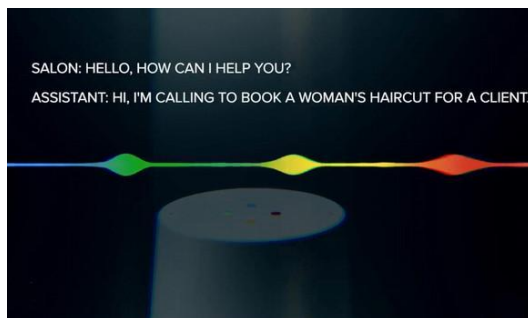 SALON: HELLO, HOW CAN I HELP YOU?
ASSISTANT: HI, I'M CALLING TO BOOK A WOMAN'S HAIRCUT FOR A CLIENT.